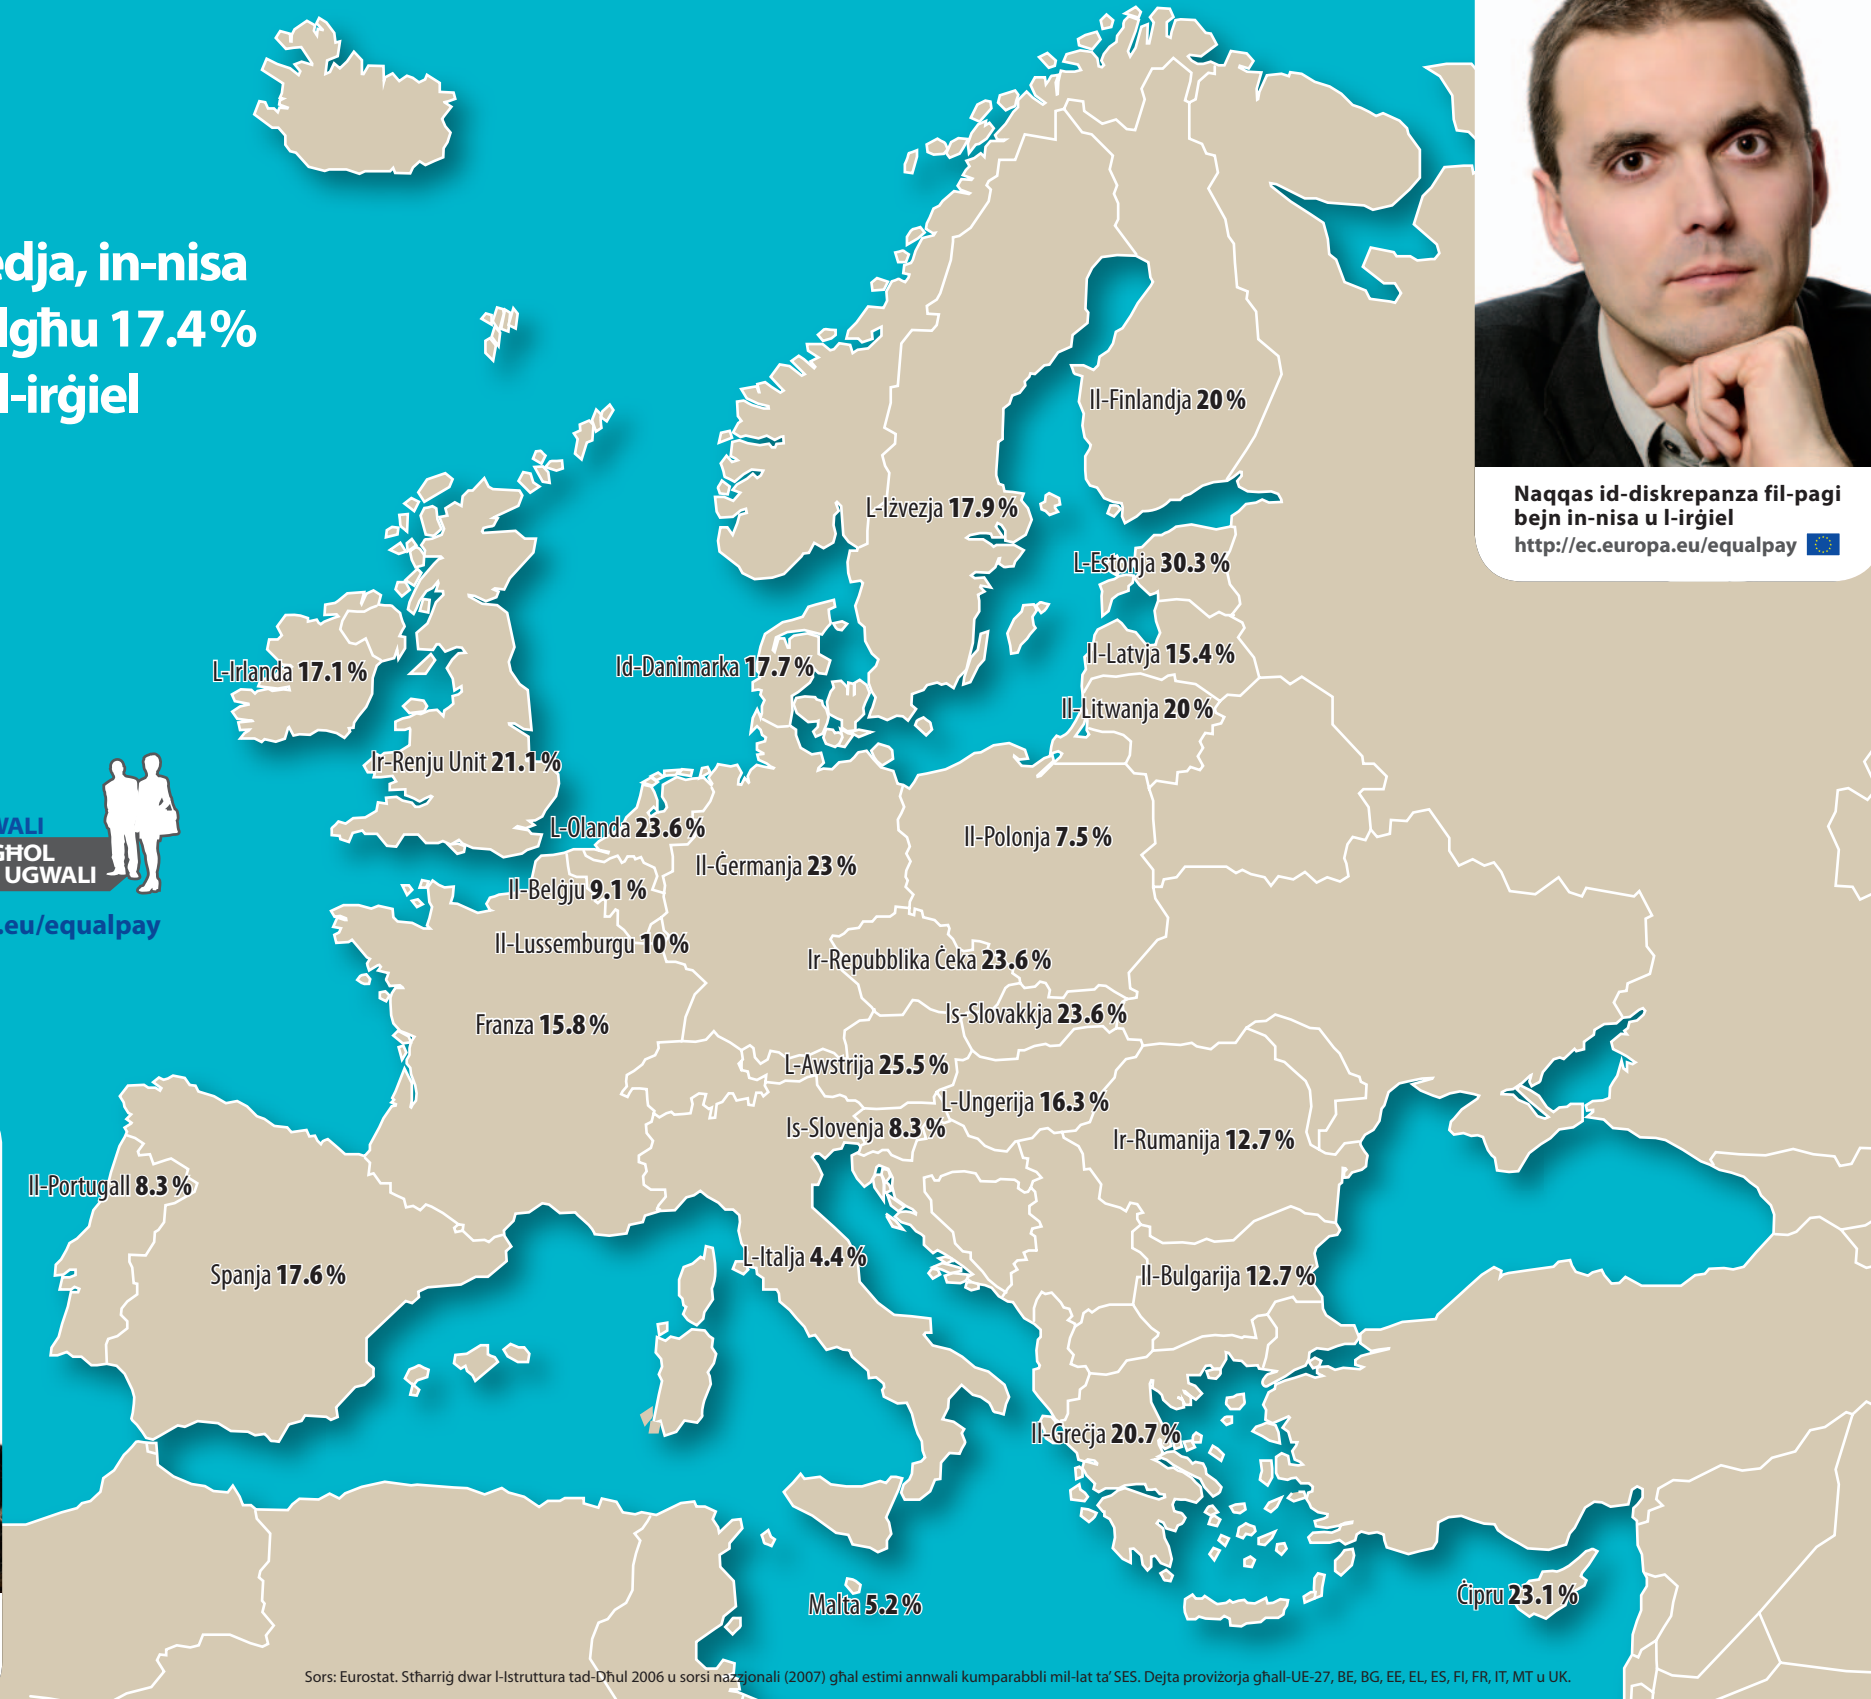 in-nisa
17.4%
l-irġiel
Il-Finlandja 20%
L-Iżvezja 17.9%
Naqqas id-diskrepanza fil-pagi
bejn in-nisa u l-irġiel
http://ec.europa.eu/equalpay
L-Estonja 30.3%
Il-Latvja 15.4%
L-Irlanda 17.1%
Id-Danimarka 17.7%
Il-Litwanja 20%
Ir-Renju Unit 21.1%
L-Olanda 23.6%
Il-Polonja 7.5%
UGWALI
Il-Ġermanja 23%
Il-Belġju 9.1%
.eu/equalpay
Il-Lussemburgu 10%
Ir-Repubblika Ċeka 23.6%
Is-Slovakkja 23.6%
Franza 15.8%
L-Awstrija 25.5%
L-Ungerija 16.3%
Is-Slovenja 8.3%
Ir-Rumanija 12.7%
Il-Portugall 8.3%
L-Italja 4.4%
Spanja 17.6%
Il-Bulgarija 12.7%
Il-Greċja 20.7%
Malta 5.2%
Ċipru 23.1%
Sors: Eurostat. Stħarriġ dwar l-Istruttura tad-Dħul 2006 u sorsi nazzjonali (2007) għal estimi annwali kumparabbli mil-lat ta' SES. Dejta proviżorja għall-UE-27, BE, BG, EE, EL, ES, FI, FR, IT, MT u UK.